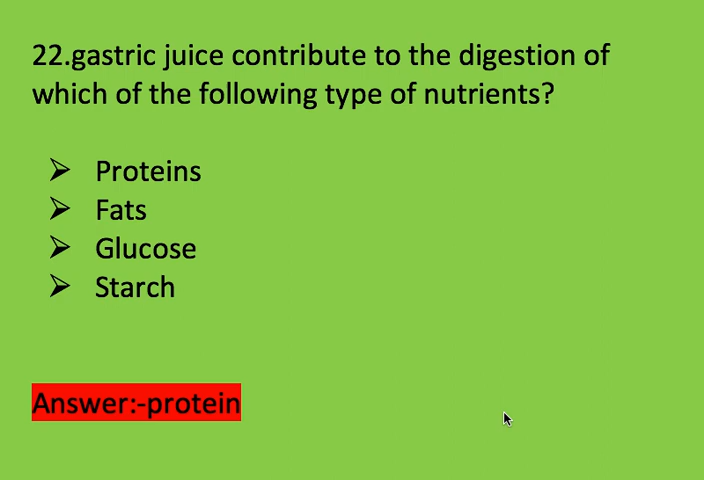 22.gastric juice contribute to the digestion of
which of the following type of nutrients?
➢ Proteins
➢ Fats
➢ Glucose
➢ Starch
Answer:-protein